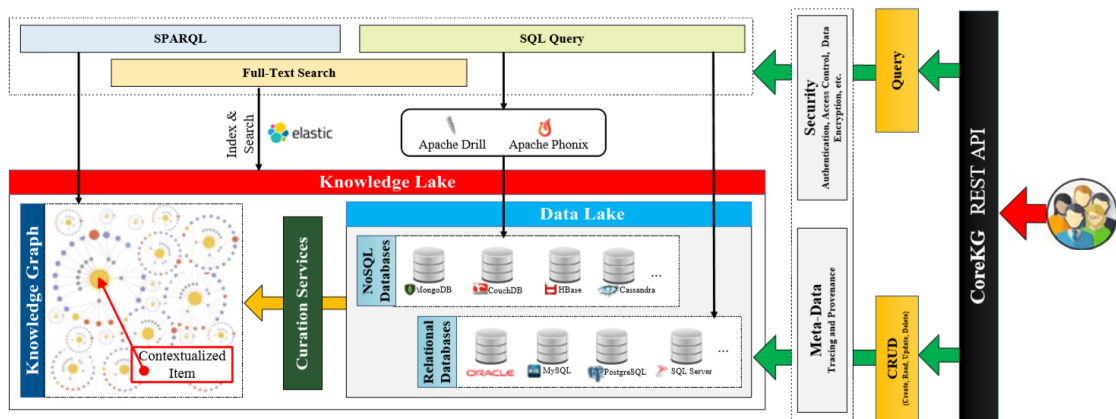 SPARQL
SQL Query
Full-Text Search
Index &
Search
elastic
Apache Drill
Apache Phonix
Knowledge Lake
Knowledge Graph
Contextualized
Item
Curation Services
Data Lake
NoSQL
Databases
MongoDB
CouchDB
HBase
Cassandra
...
Relational
Databases
ORACLE
MySQL
PostgreSQL
SQL Server
...
Security
Authentication, Access Control, Data
Encryption, etc.
Meta-Data
Tracing and Provenance
Query
CRUD
(Create, Read, Update, Delete)
CoreKG REST API